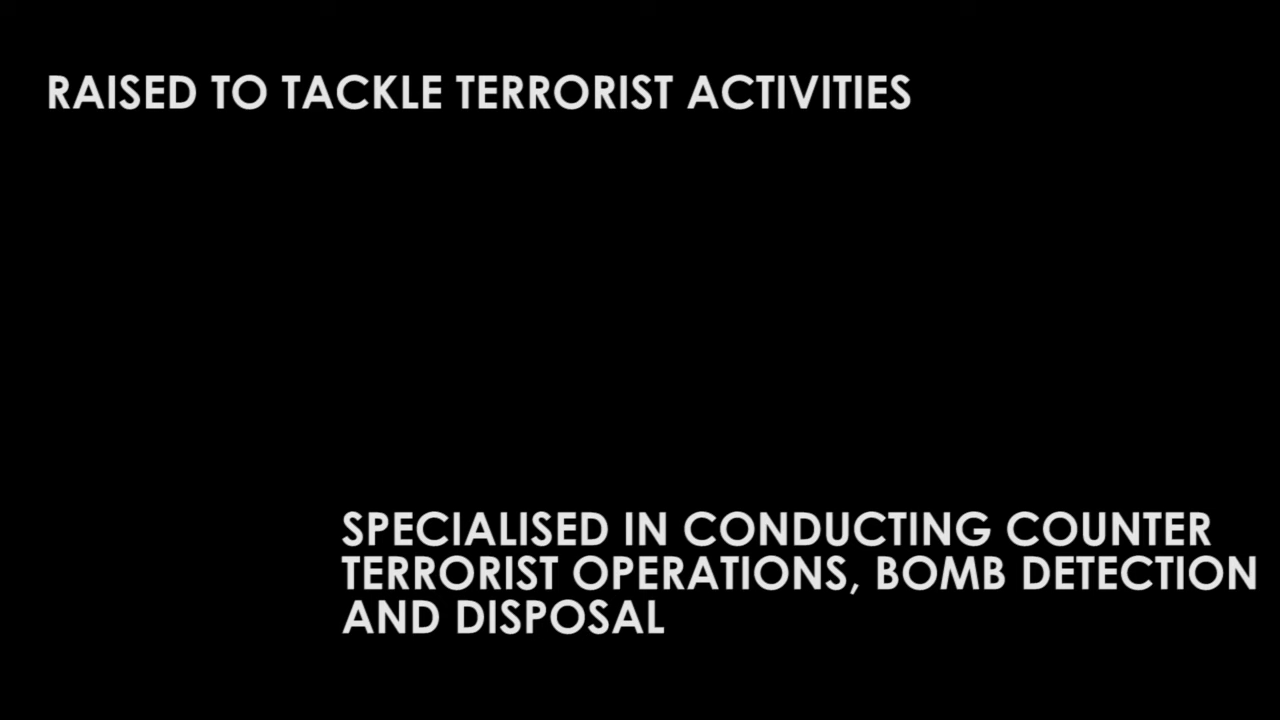 RAISED TO TACKLE TERRORIST ACTIVITIES
SPECIALISED IN CONDUCTING COUNTER
TERRORIST OPERATIONS, BOMB DETECTION
AND DISPOSAL